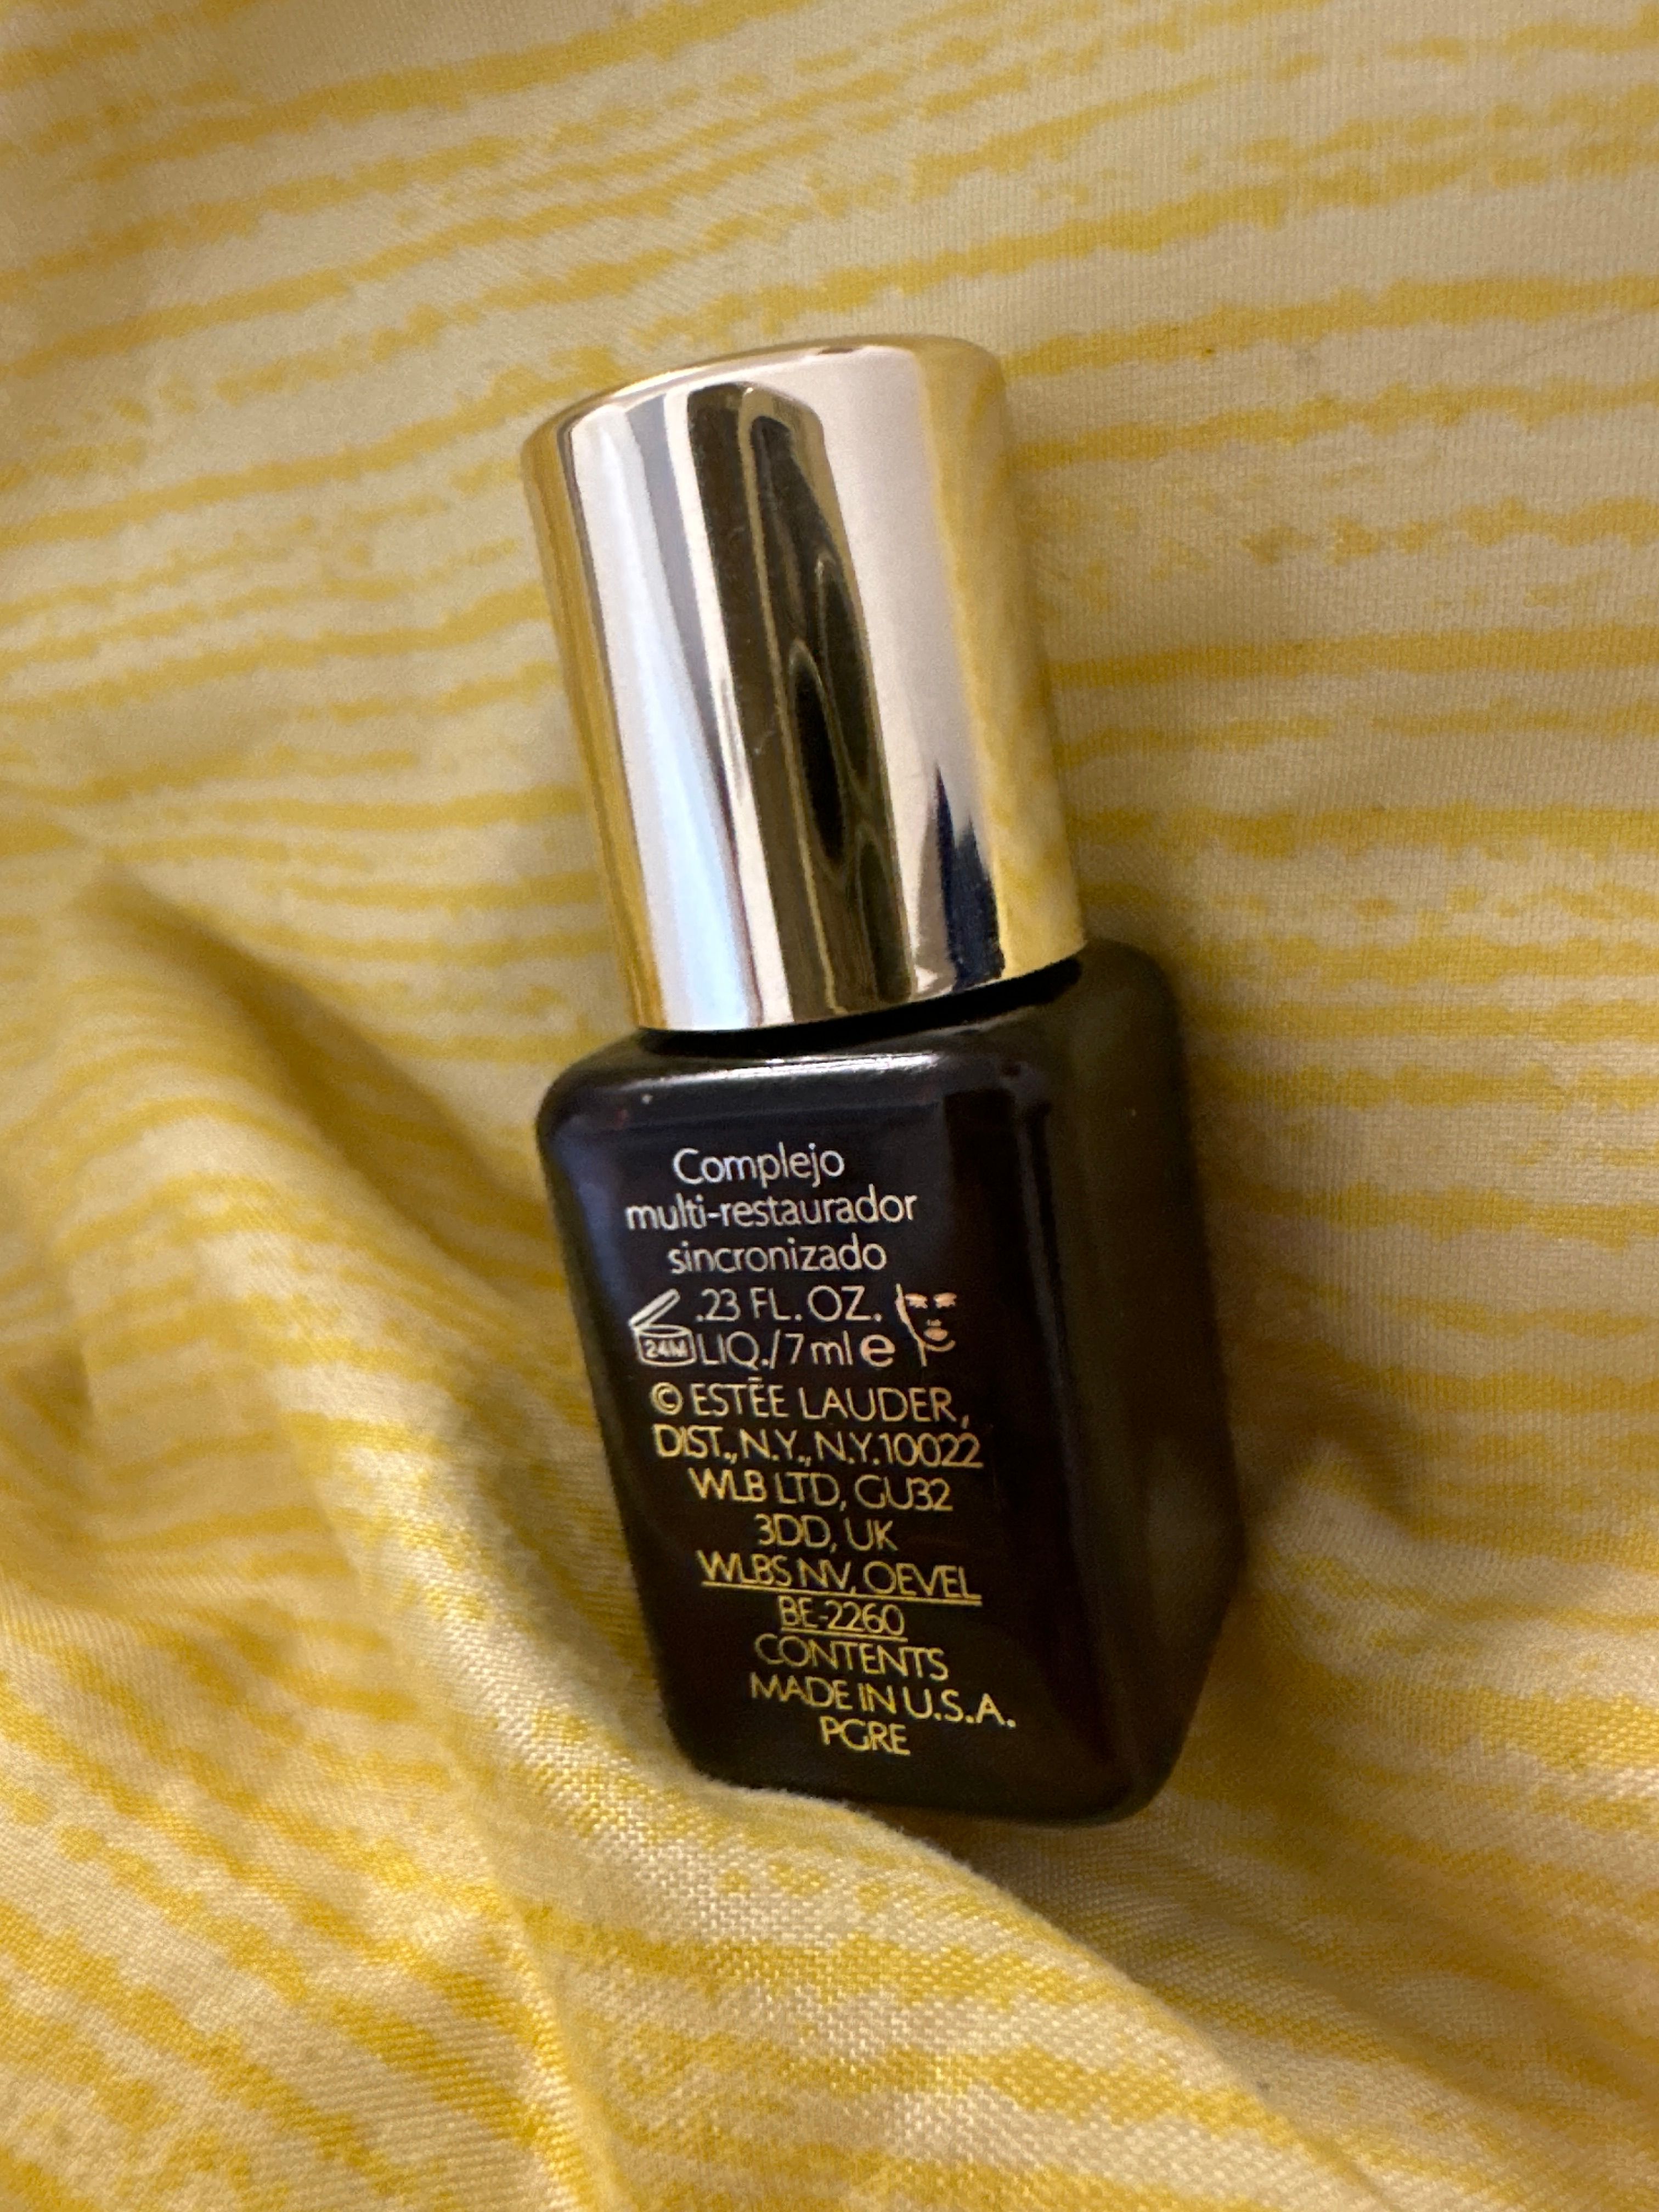 Complejo
multi-restaurador
sincronizado
.23 FL. OZ.
24M LIQ./7 ml e
© ESTĒE LAUDER,
DIST., N.Y., N.Y. 10022
WLB LTD, GU32
3DD, UK
WLBS NV, OEVEL
BE-2260
CONTENTS
MADE IN U.S.A.
PGRE